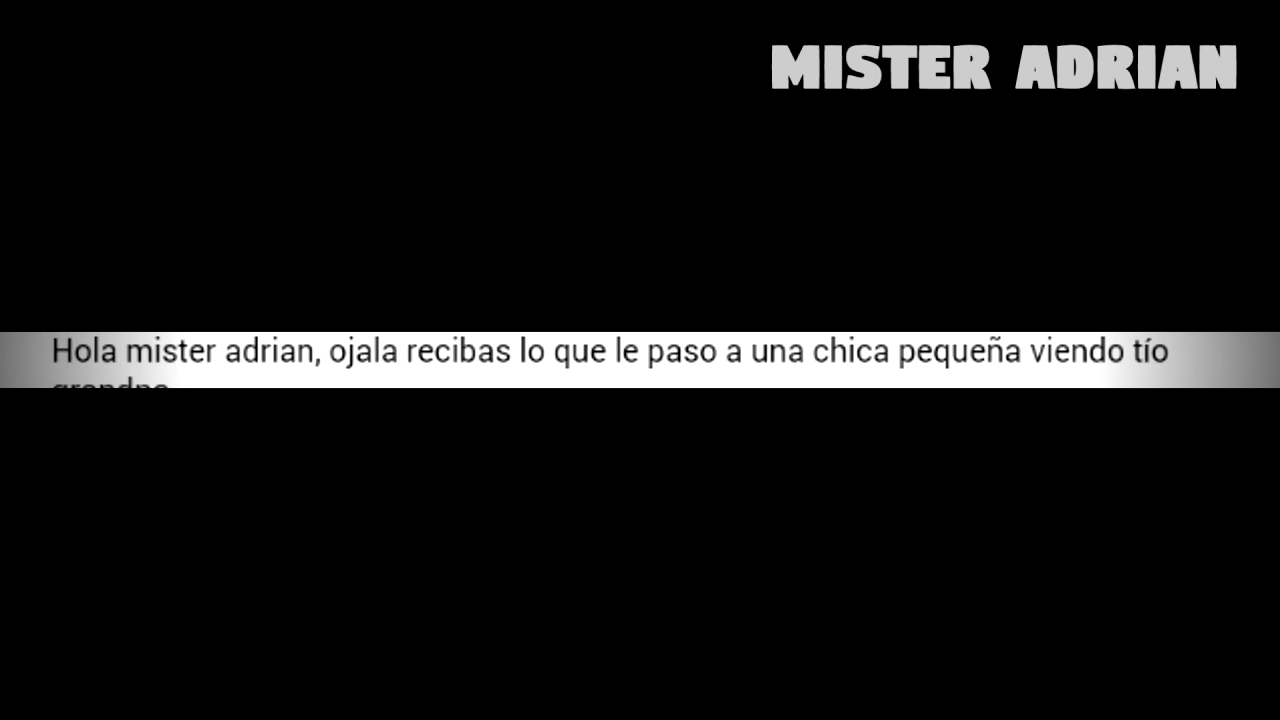 MISTER ADRIAN
Hola mister adrian, ojala recibas lo que le paso a una chica pequeña viendo tío